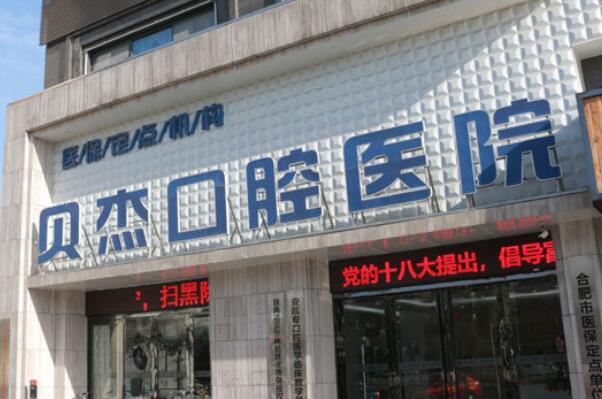 医/保/定/点/机/构
贝杰口腔医院
，扫黑除
党的十八大提出，倡导富
合肥市医保定点单位